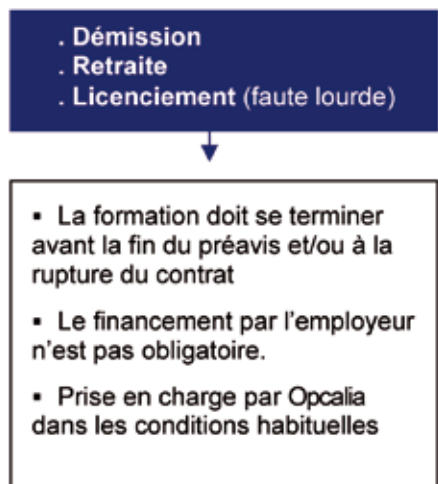 . Démission
. Retraite
. Licenciement (faute lourde)
▪ La formation doit se terminer
avant la fin du préavis et/ou à la
rupture du contrat
▪ Le financement par l'employeur
n'est pas obligatoire.
▪ Prise en charge par Opcalia
dans les conditions habituelles